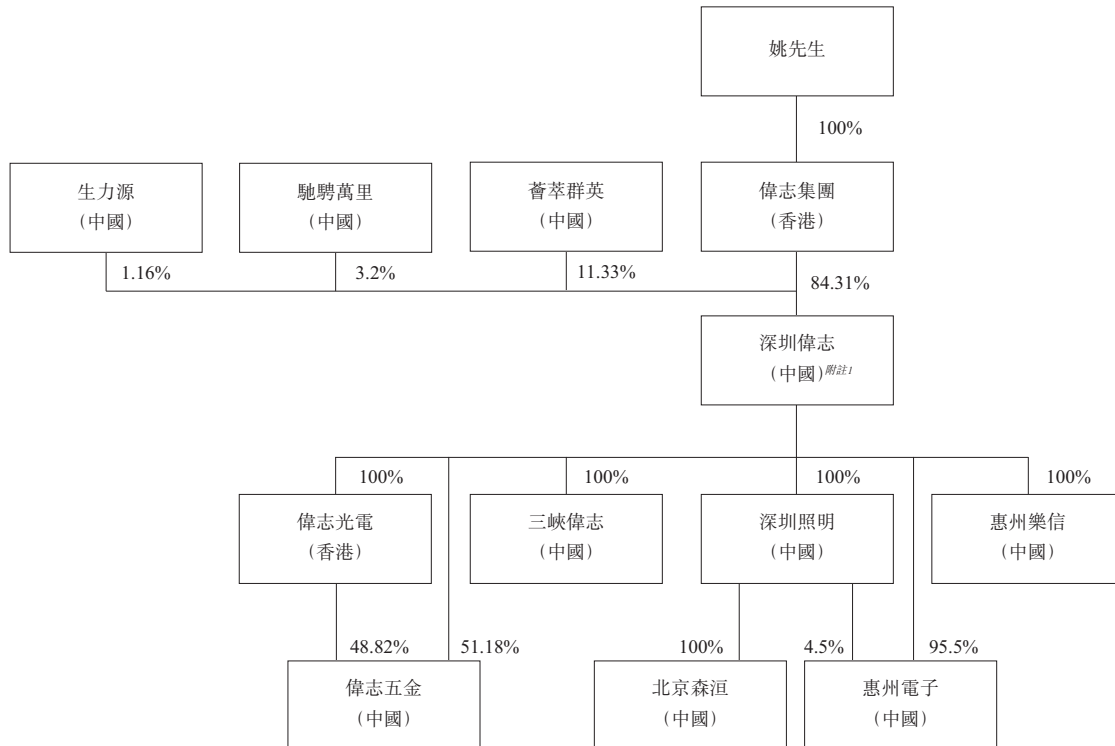 姚先生
100%
生力源
（中國）
馳騁萬里
（中國）
薈萃群英
（中國）
偉志集團
（香港）
1.16%
3.2%
11.33%
84.31%
深圳偉志
（中國）附註1
100%
100%
100%
100%
偉志光電
（香港）
三峽偉志
（中國）
深圳照明
（中國）
惠州樂信
（中國）
48.82%
51.18%
100%
4.5%
95.5%
偉志五金
（中國）
北京森洹
（中國）
惠州電子
（中國）